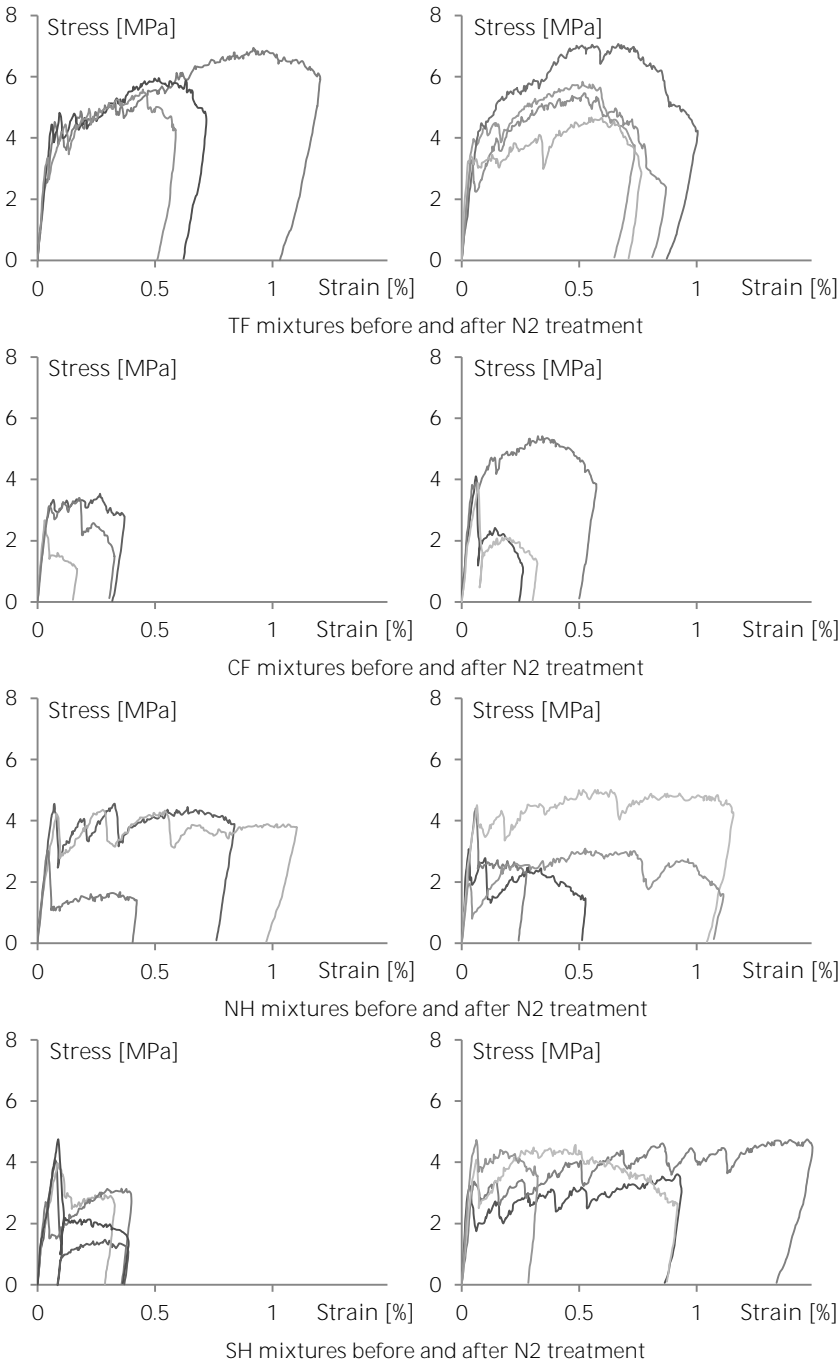 Stress [MPa]
Stress [MPa]
8
6
4
2
0
8
6
4
2
0
0 0.5 1 Strain [%]
0 0.5 1 Strain [%]
TF mixtures before and after N2 treatment
Stress [MPa]
Stress [MPa]
8
6
4
2
0
8
6
4
2
0
0 0.5 1 Strain [%]
0 0.5 1 Strain [%]
CF mixtures before and after N2 treatment
Stress [MPa]
Stress [MPa]
8
6
4
2
0
8
6
4
2
0
0 0.5 1 Strain [%]
0 0.5 1 Strain [%]
NH mixtures before and after N2 treatment
Stress [MPa]
Stress [MPa]
8
6
4
2
0
8
6
4
2
0
0 0.5 1 Strain [%]
0 0.5 1 Strain [%]
SH mixtures before and after N2 treatment